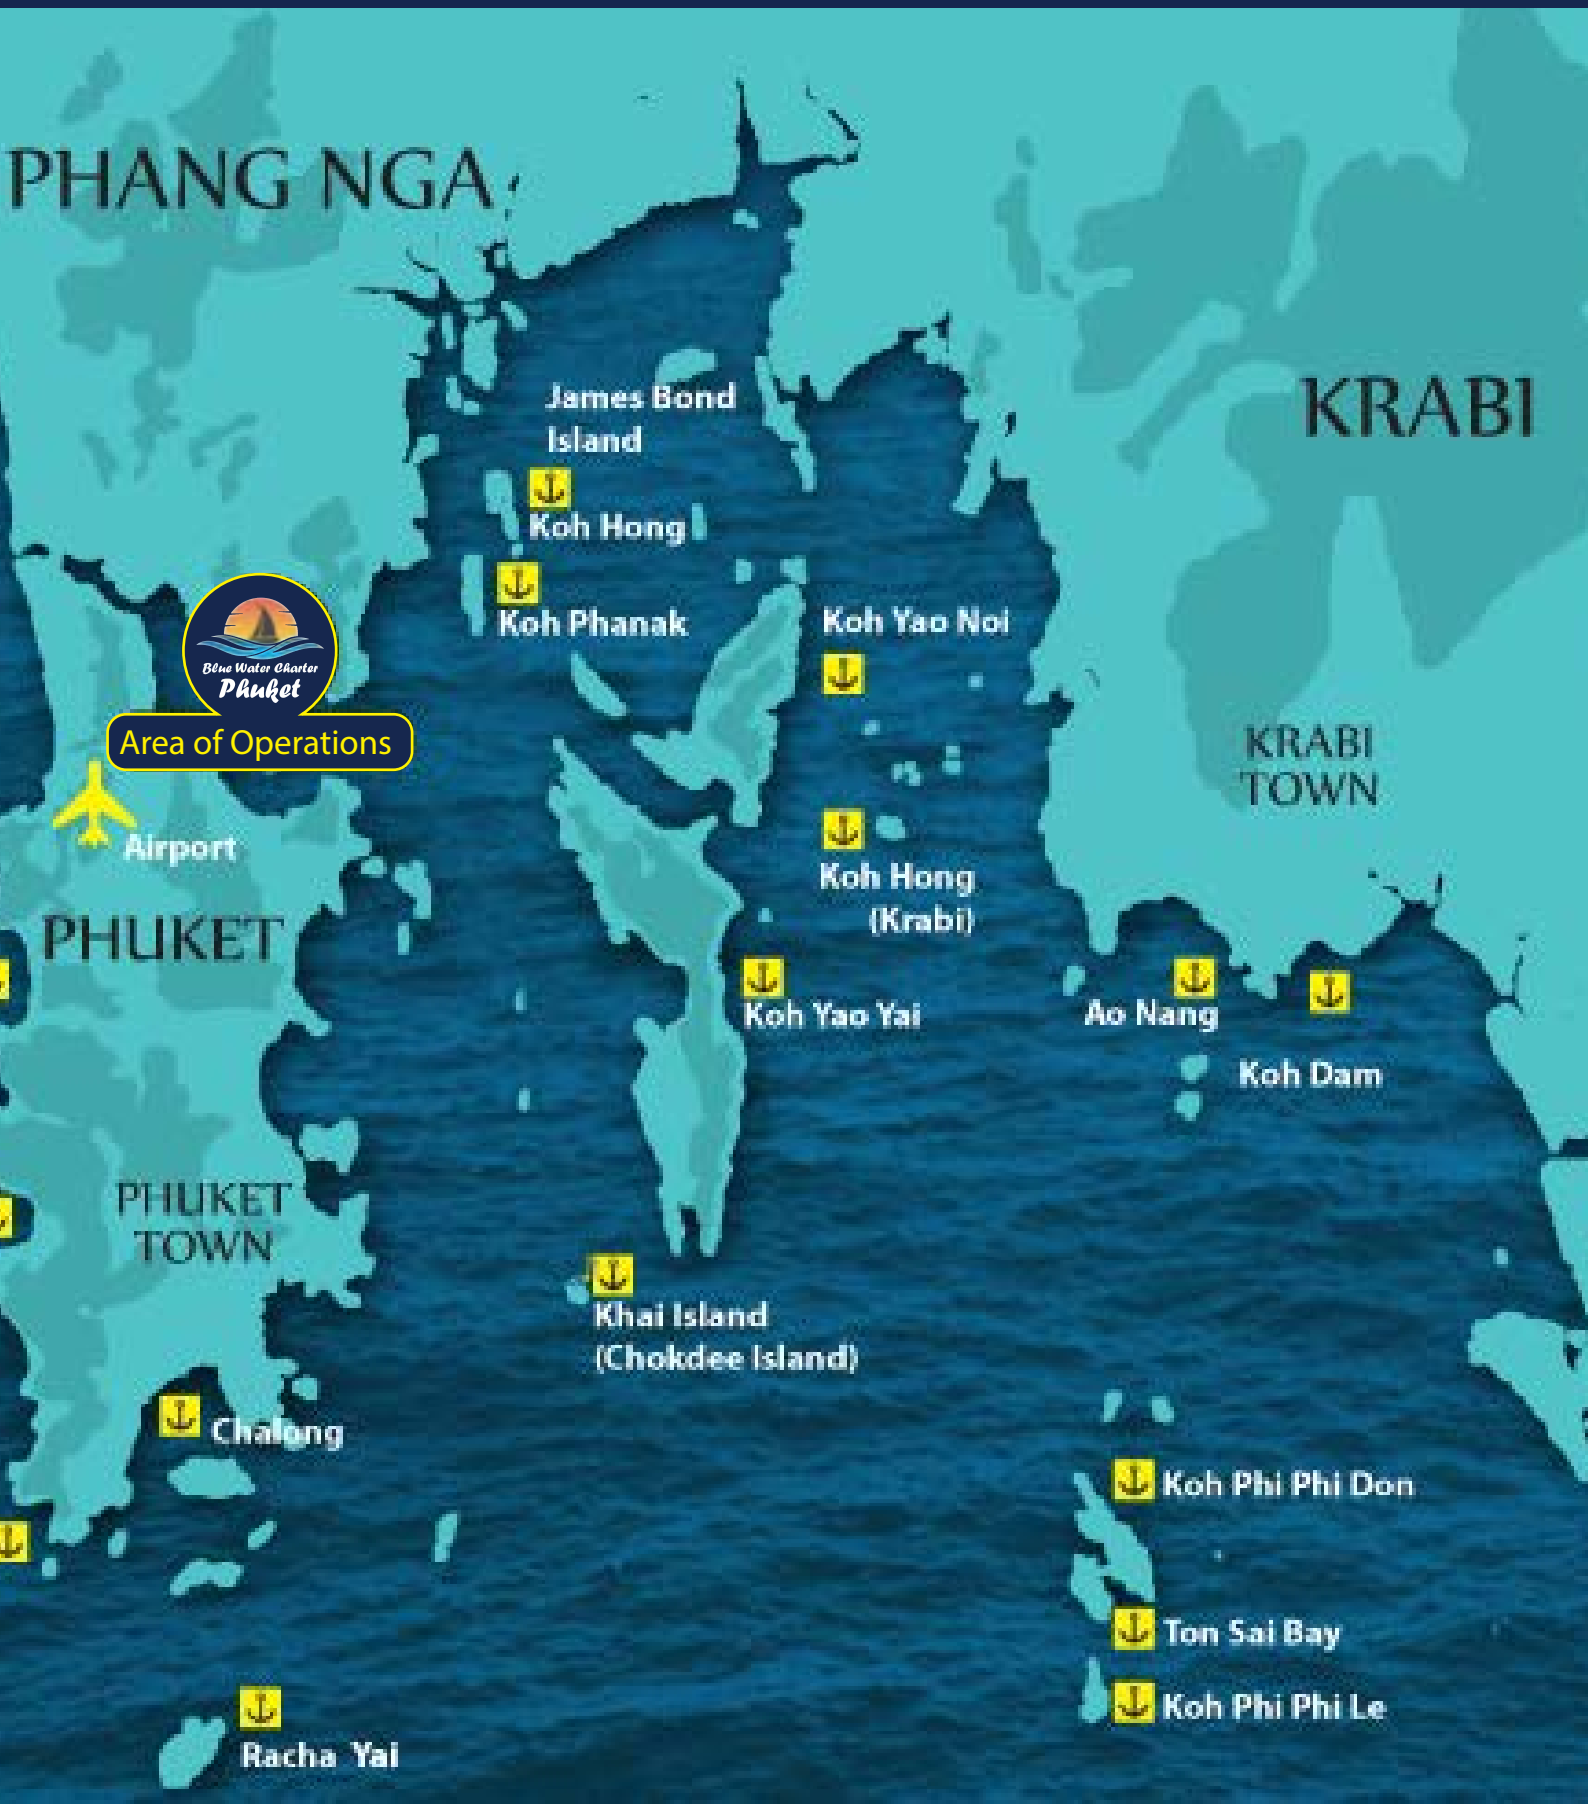 PHANG NGA
KRABI
James Bond
Island
Koh Hong
Koh Phanak
Koh Yao Noi
Blue Water Charter
Phuket
Area of Operations
KRABI
TOWN
Airport
Koh Hong
(Krabi)
PHUKET
Koh Yao Yai
Ao Nang
Koh Dam
PHUKET
TOWN
Khai Island
(Chokdee Island)
Chalong
Koh Phi Phi Don
Ton Sai Bay
Koh Phi Phi Le
Racha Yai